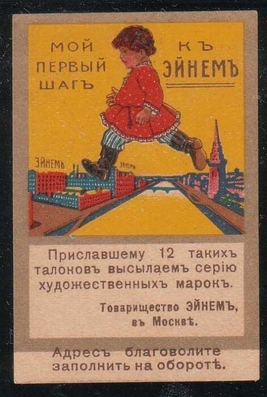 МОЙ
ПЕРВЫЙ
ШАГЪ
КЪ
ЭЙНЕМЪ
ЭЙНЕМЪ
Приславшему 12 такихъ
талоновъ высылаемъ серію
художественныхъ марокъ.
Товарищество ЭЙНЕМЪ,
въ Москвѣ.
Адресъ благоволите
заполнить на оборотѣ.